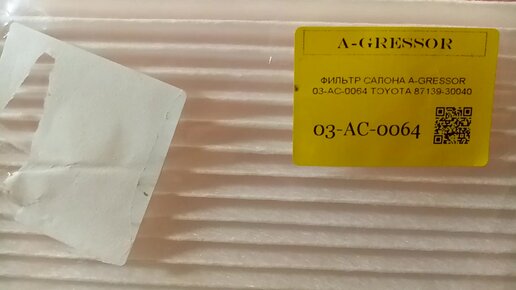 A-GRESSOR
ФИЛЬТР САЛОНА A-GRESSOR
03-AC-0064 TOYOTA 87139-30040
03-AC-0064